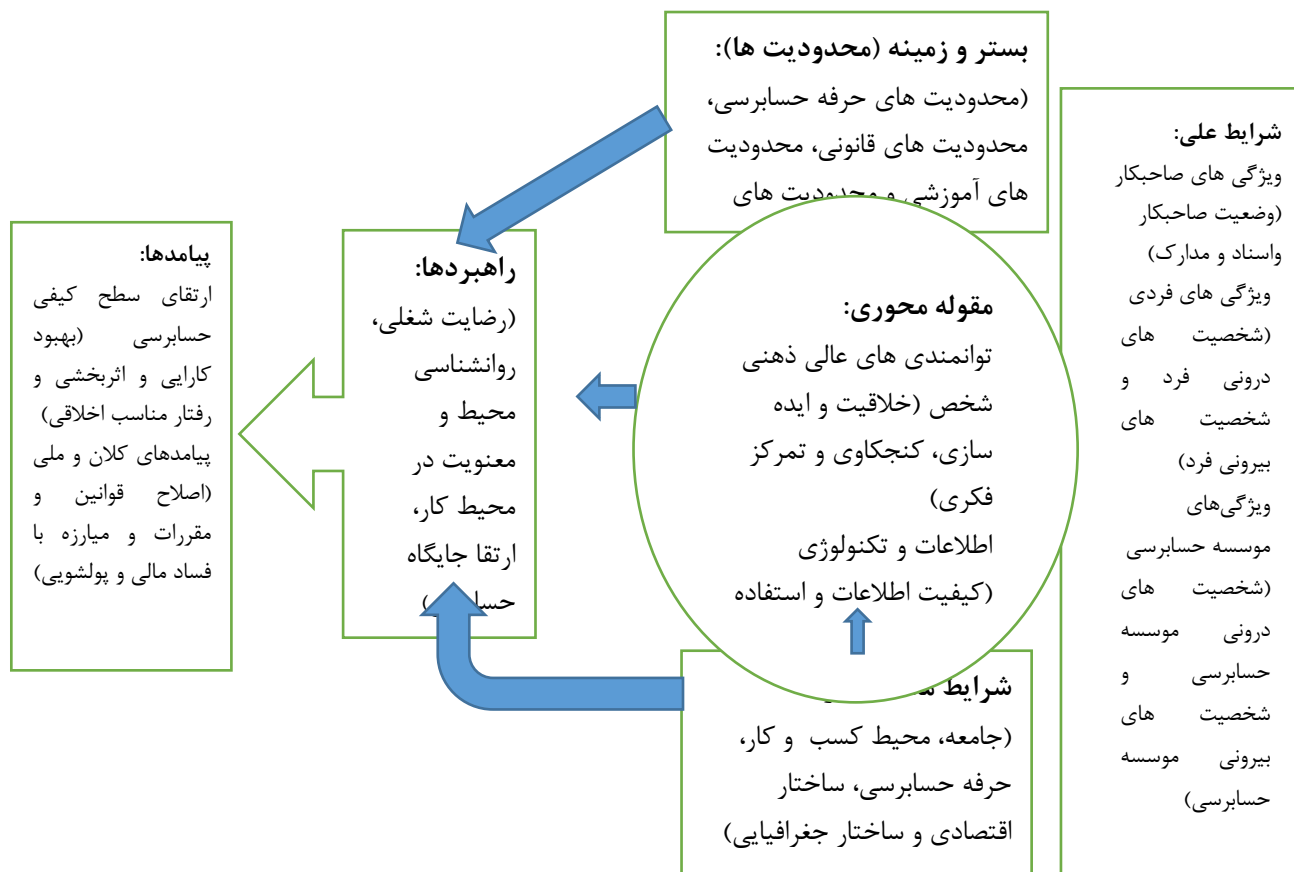 بستر و زمینه (محدودیت ها):
(محدودیت های حرفه حسابرسی،
محدودیت های قانونی، محدودیت
های آموزشی و محدودیت های
شرایط علی:
ویژگی های صاحبکار
(وضعیت صاحبکار
واسناد و مدارک)
ویژگی های فردی
(شخصیت های
درونی فرد و
شخصیت های
بیرونی فرد)
ویژگی‌های
موسسه حسابرسی
(شخصیت های
درونی موسسه
حسابرسی و
شخصیت های
بیرونی موسسه
حسابرسی)
مقوله محوری:
توانمندی های عالی ذهنی
شخص (خلاقیت و ایده
سازی، کنجکاوی و تمرکز
فکری)
اطلاعات و تکنولوژی
(کیفیت اطلاعات و استفاده
شرایط
(جامعه، محیط کسب و کار،
حرفه حسابرسی، ساختار
اقتصادی و ساختار جغرافیایی)
راهبردها:
(رضایت شغلی،
روانشناسی
محیط و
معنویت در
محیط کار،
ارتقا جایگاه
پیامدها:
ارتقای سطح کیفی
حسابرسی (بهبود
کارایی و اثربخشی و
رفتار مناسب اخلاقی)
پیامدهای کلان و ملی
(اصلاح قوانین و
مقررات و میارزه با
فساد مالی و پولشویی)